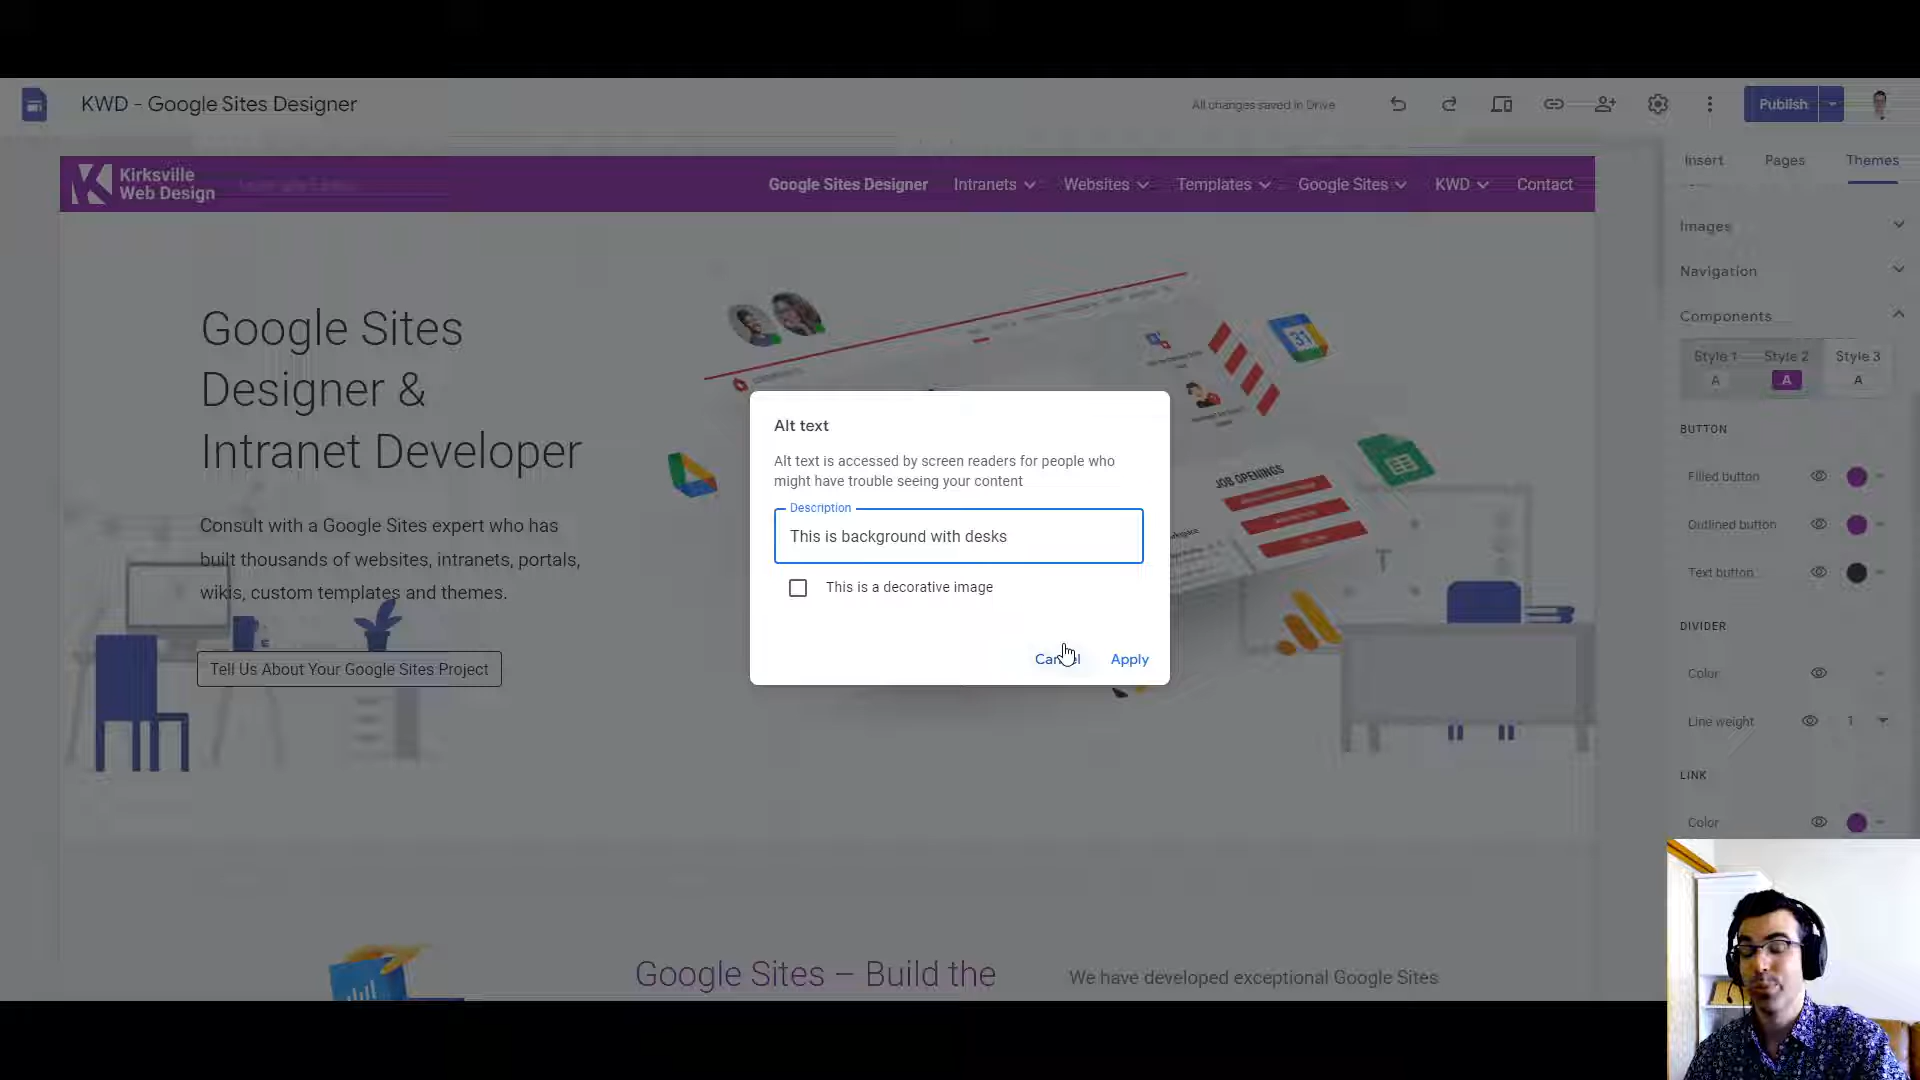 KWD - Google Sites Designer
All changes saved in Drive
Publish
Kirksville
Web Design
Google Sites Designer
Intranets
Websites
Templates
Google Sites
KWD
Contact
Insert
Pages
Themes
Images
Navigation
Components
Style 1
Style 2
Style 3
A
A
A
BUTTON
Filled button
Outlined button
Text button
DIVIDER
Color
Line weight
1
LINK
Color
Google Sites
Designer &
Intranet Developer
Consult with a Google Sites expert who has
built thousands of websites, intranets, portals,
wikis, custom templates and themes.
Tell Us About Your Google Sites Project
31
JOB OPENINGS
Alt text
Alt text is accessed by screen readers for people who
might have trouble seeing your content
Description
This is background with desks
This is a decorative image
Cancel
Apply
Google Sites – Build the
We have developed exceptional Google Sites